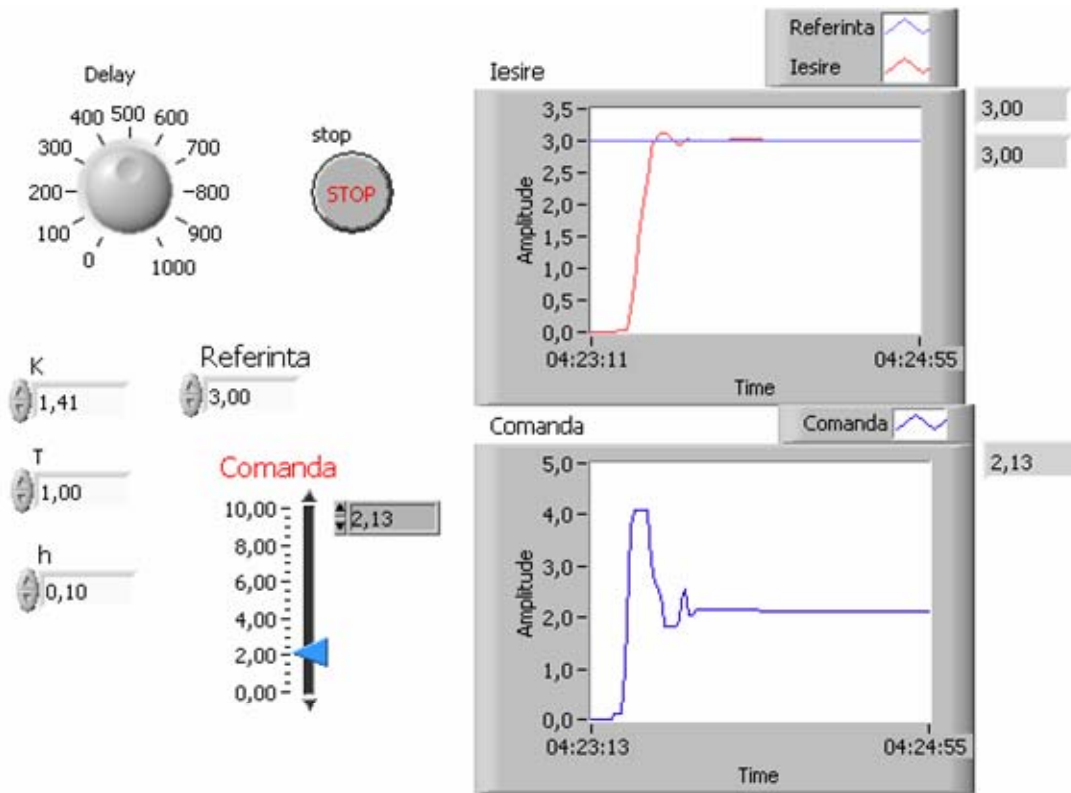 Delay
0
100
200
300
400
500
600
700
800
900
1000
stop
STOP
K
1,41
Referinta
3,00
T
1,00
h
0,10
Comanda
10,00
8,00
6,00
4,00
2,00
0,00
2,13
Iesire
Referinta
Iesire
3,00
3,00
Amplitude
3,5
3,0
2,5
2,0
1,5
1,0
0,5
0,0
04:23:11 04:24:55
Time
Comanda
Comanda
2,13
Amplitude
5,0
4,0
3,0
2,0
1,0
0,0
04:23:13 04:24:55
Time